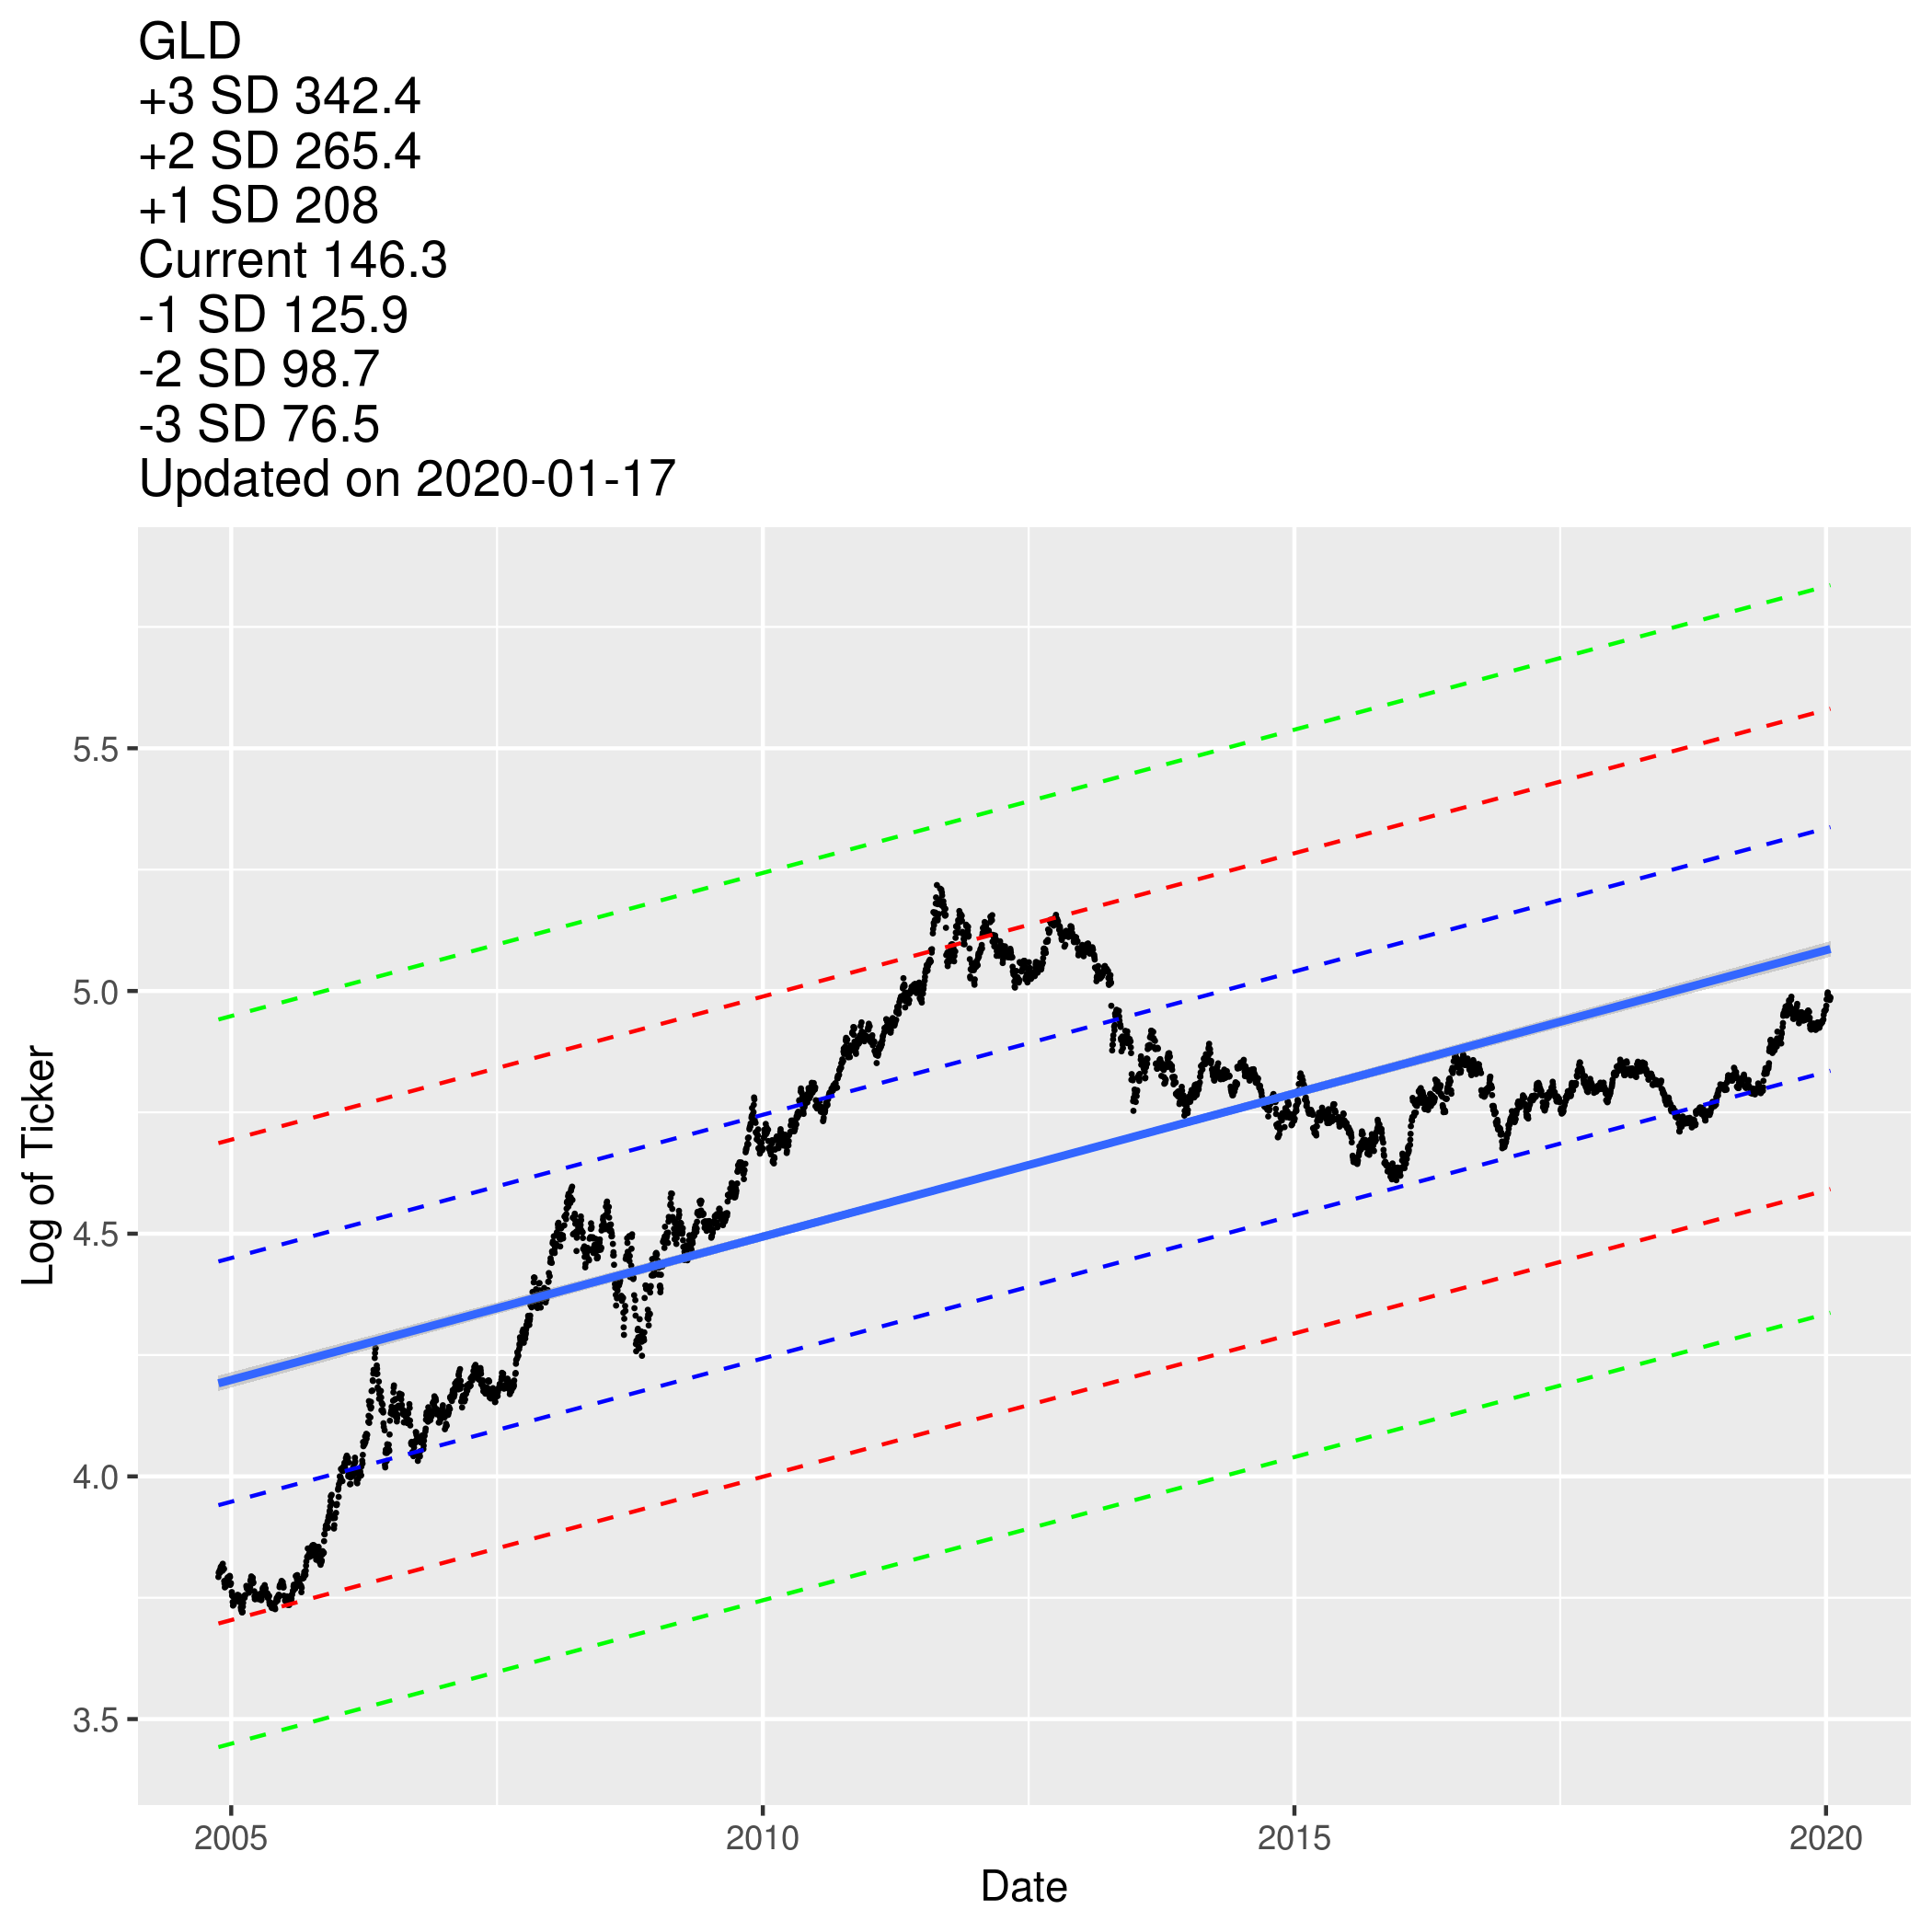 GLD
+3 SD 342.4
+2 SD 265.4
+1 SD 208
Current 146.3
-1 SD 125.9
-2 SD 98.7
-3 SD 76.5
Updated on 2020-01-17
5.5
5.0
4.5
4.0
3.5
Log of Ticker
2005 2010 2015 2020
Date